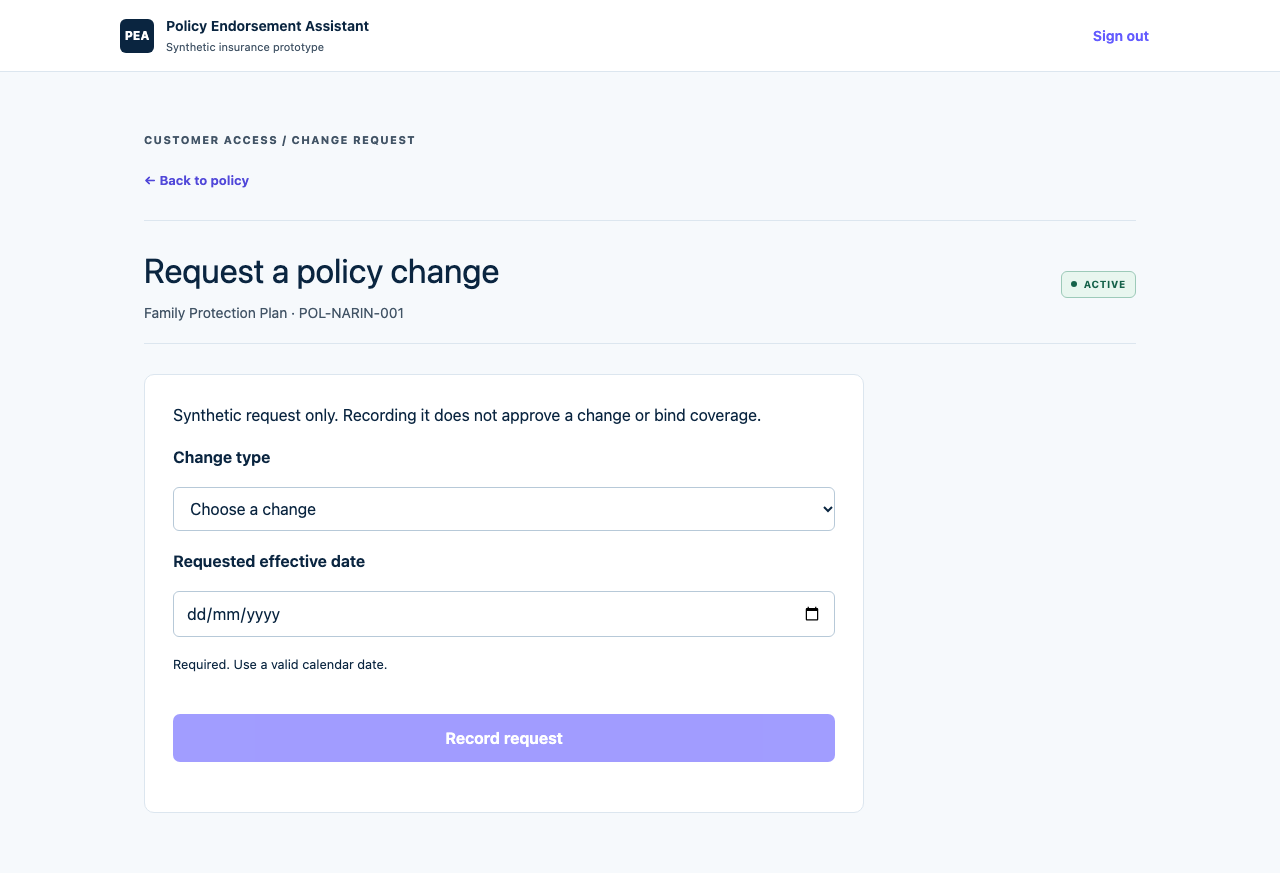 PEA
Policy Endorsement Assistant
Synthetic insurance prototype
Sign out
CUSTOMER ACCESS / CHANGE REQUEST
← Back to policy
Request a policy change
Family Protection Plan · POL-NARIN-001
ACTIVE
Synthetic request only. Recording it does not approve a change or bind coverage.
Change type
Choose a change
Requested effective date
dd/mm/yyyy
Required. Use a valid calendar date.
Record request